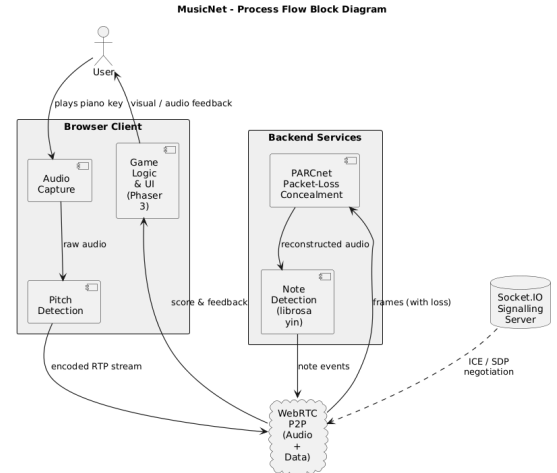 MusicNet - Process Flow Block Diagram
User
plays piano key
visual / audio feedback
Browser Client
Audio
Capture
Game
Logic
& UI
(Phaser
3)
raw audio
Pitch
Detection
Backend Services
PARCnet
Packet-Loss
Concealment
reconstructed audio
Note
Detection
(librosa
yin)
score & feedback
frames (with loss)
Socket.IO
Signalling
Server
encoded RTP stream
note events
ICE / SDP
negotiation
WebRTC
P2P
(Audio
+
Data)